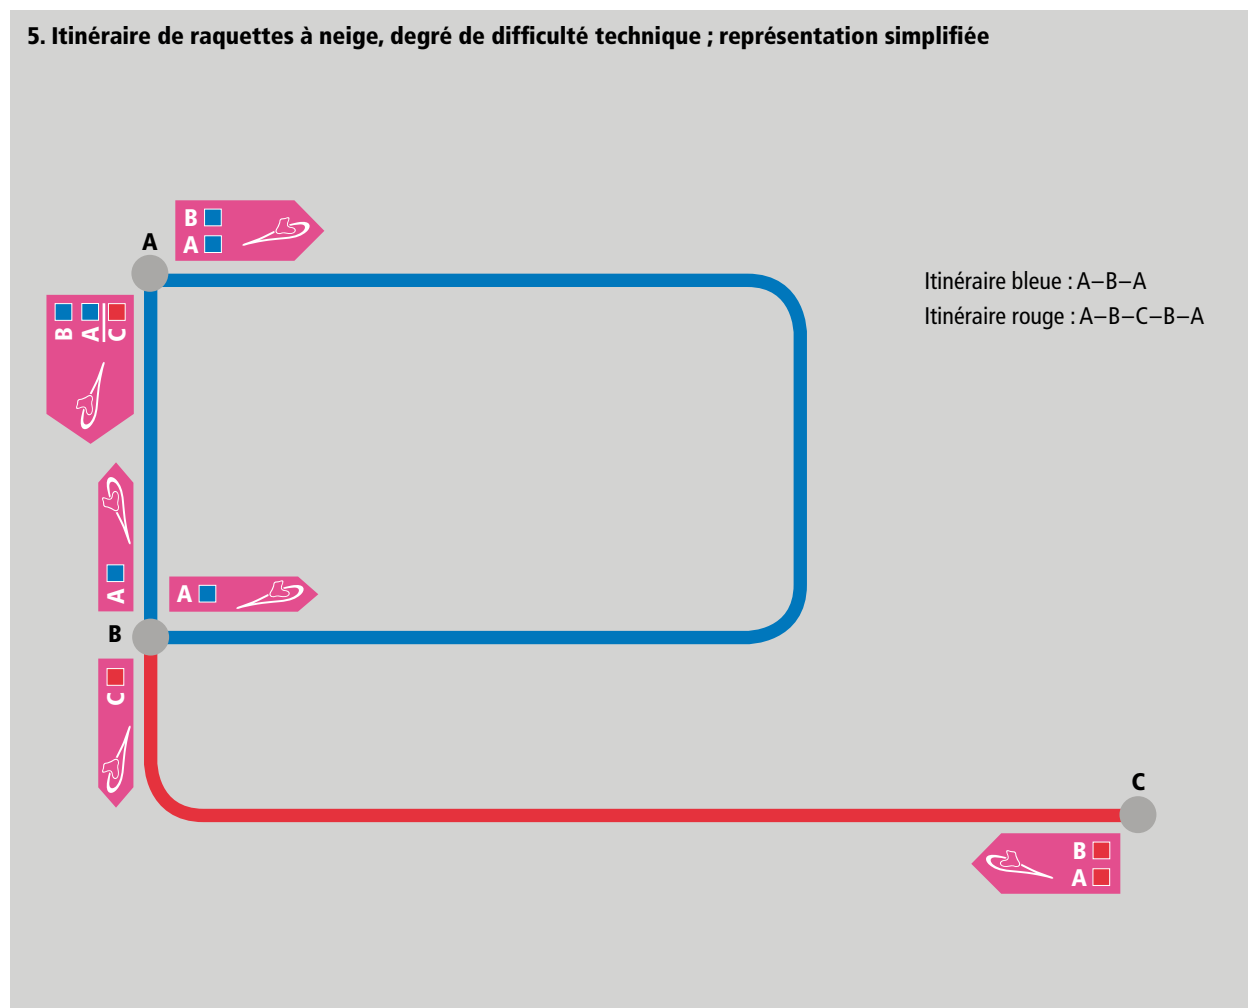 5. Itinéraire de raquettes à neige, degré de difficulté technique ; représentation simplifiée
B
A
A
Itinéraire bleue : A–B–A
Itinéraire rouge : A–B–C–B–A
B
A
C
A
A
B
C
C
B
A